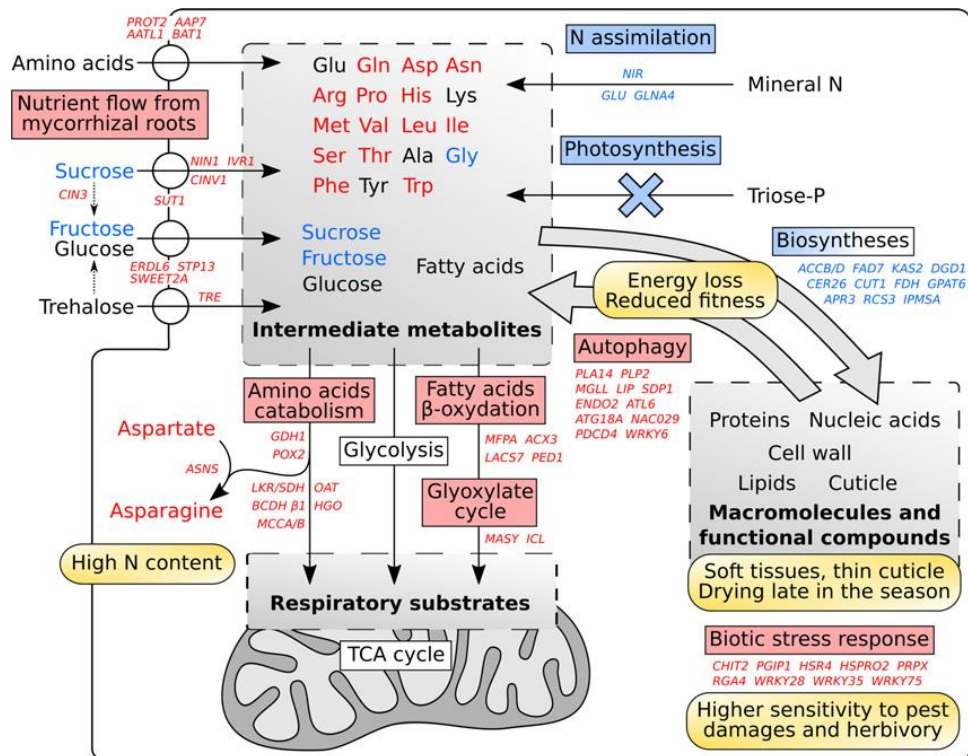 PROT2 AAP7
AATL1 BAT1
Amino acids
Nutrient flow from
mycorrhizal roots
Sucrose
NIN1 IVR1
CINV1
CIN3
SUT1
Fructose
Glucose
ERDL6 STP13
SWEET2A
Trehalose
TRE
Glu Gln Asp Asn
Arg Pro His Lys
Met Val Leu Ile
Ser Thr Ala Gly
Phe Tyr Trp
Sucrose
Fructose
Glucose
Fatty acids
Intermediate metabolites
N assimilation
NIR
GLU GLNA4
Mineral N
Photosynthesis
Triose-P
Biosyntheses
ACCB/D FAD7 KAS2 DGD1
CER26 CUT1 FDH GPAT6
APR3 RCS3 IPMSA
Energy loss
Reduced fitness
Autophagy
PLA14 PLP2
MGLL LIP SDP1
ENDO2 ATL6
ATG18A NAC029
PDCD4 WRKY6
Amino acids
catabolism
GDH1
POX2
LKR/SDH OAT
BCDH β1 HGO
MCCA/B
Aspartate
ASNS
Asparagine
High N content
Glycolysis
Fatty acids
β-oxydation
MFPA ACX3
LACS7 PED1
Glyoxylate
cycle
MASY ICL
Respiratory substrates
TCA cycle
Proteins Nucleic acids
Cell wall
Lipids Cuticle
Macromolecules and
functional compounds
Soft tissues, thin cuticle
Drying late in the season
Biotic stress response
CHIT2 PGIP1 HSR4 HSPRO2 PRPX
RGA4 WRKY28 WRKY35 WRKY75
Higher sensitivity to pest
damages and herbivory